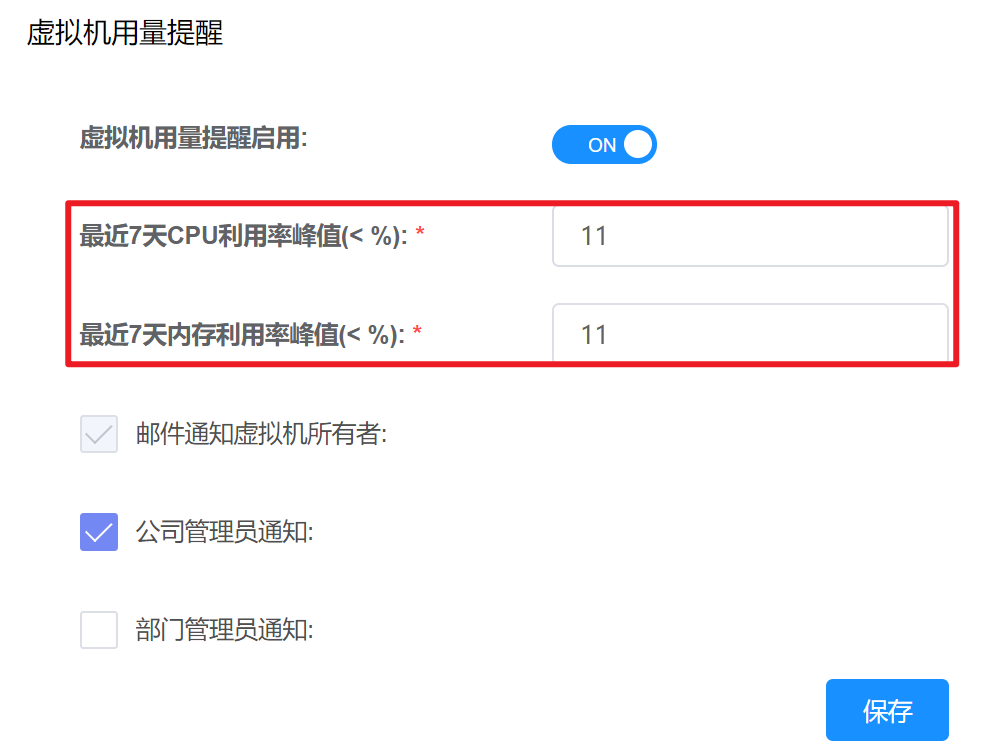 虚拟机用量提醒
虚拟机用量提醒启用: ON
最近7天CPU利用率峰值(< %): * 11
最近7天内存利用率峰值(< %): * 11
邮件通知虚拟机所有者:
公司管理员通知:
部门管理员通知:
保存